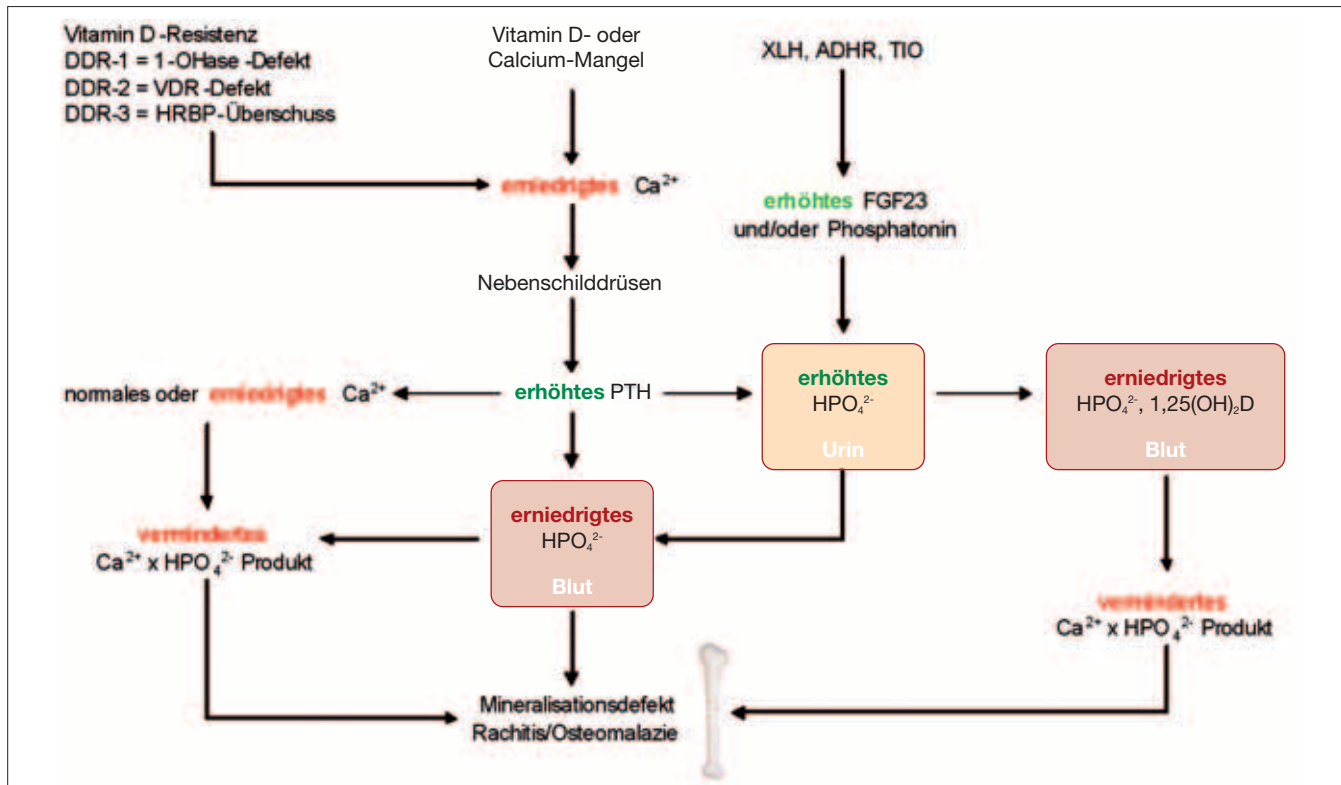 Vitamin D -Resistenz
DDR-1 = 1-OHase -Defekt
DDR-2 = VDR -Defekt
DDR-3 = HRBP-Überschuss
Vitamin D- oder
Calcium-Mangel
XLH, ADHR, TIO
erniedrigtes Ca²⁺
erhöhtes FGF23
und/oder Phosphatonin
Nebenschilddrüsen
normales oder erniedrigtes Ca²⁺
erhöhtes PTH
erhöhtes
HPO₄²⁻
Urin
erniedrigtes
HPO₄²⁻, 1,25(OH)₂D
Blut
vermindertes
Ca²⁺ x HPO₄²⁻ Produkt
erniedrigtes
HPO₄²⁻
Blut
vermindertes
Ca²⁺ x HPO₄²⁻ Produkt
Mineralisationsdefekt
Rachitis/Osteomalazie